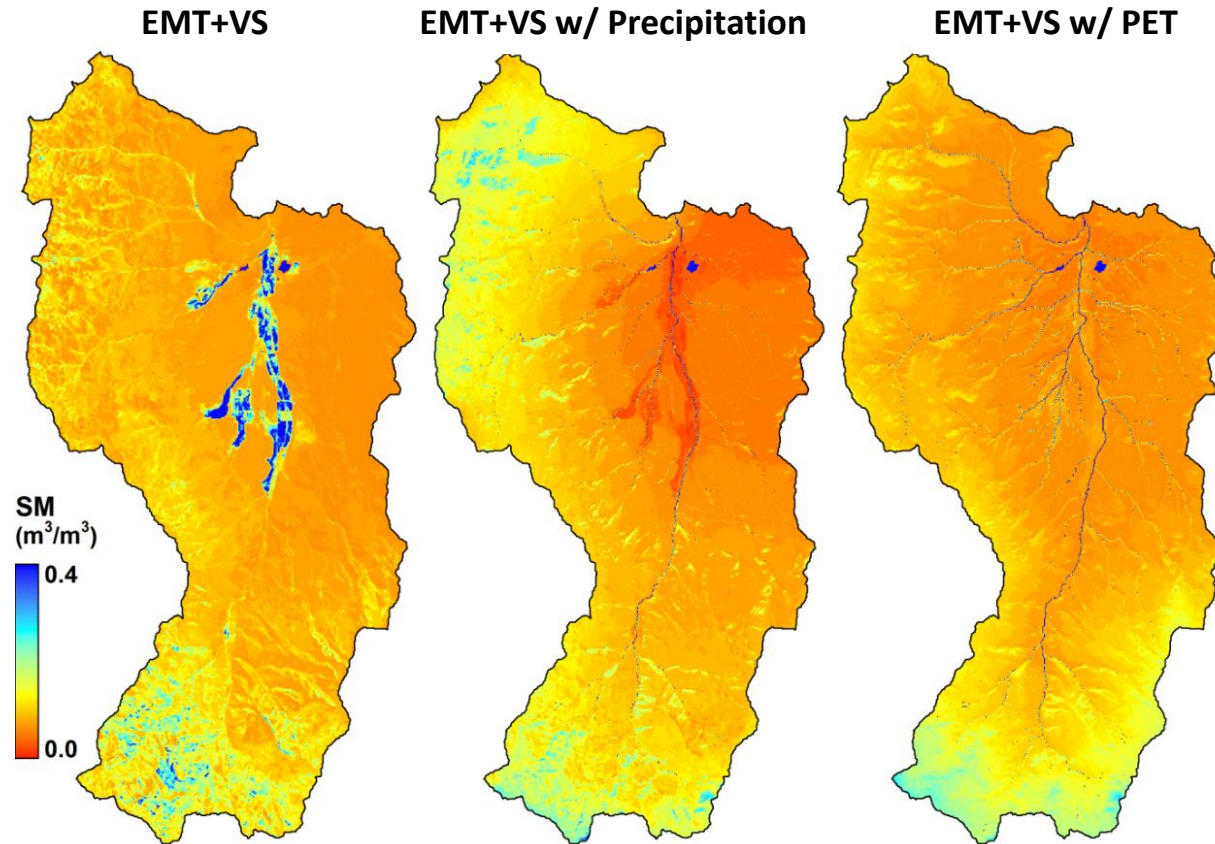 EMT+VS
EMT+VS w/ Precipitation
EMT+VS w/ PET
SM
(m³/m³)
0.4
0.0